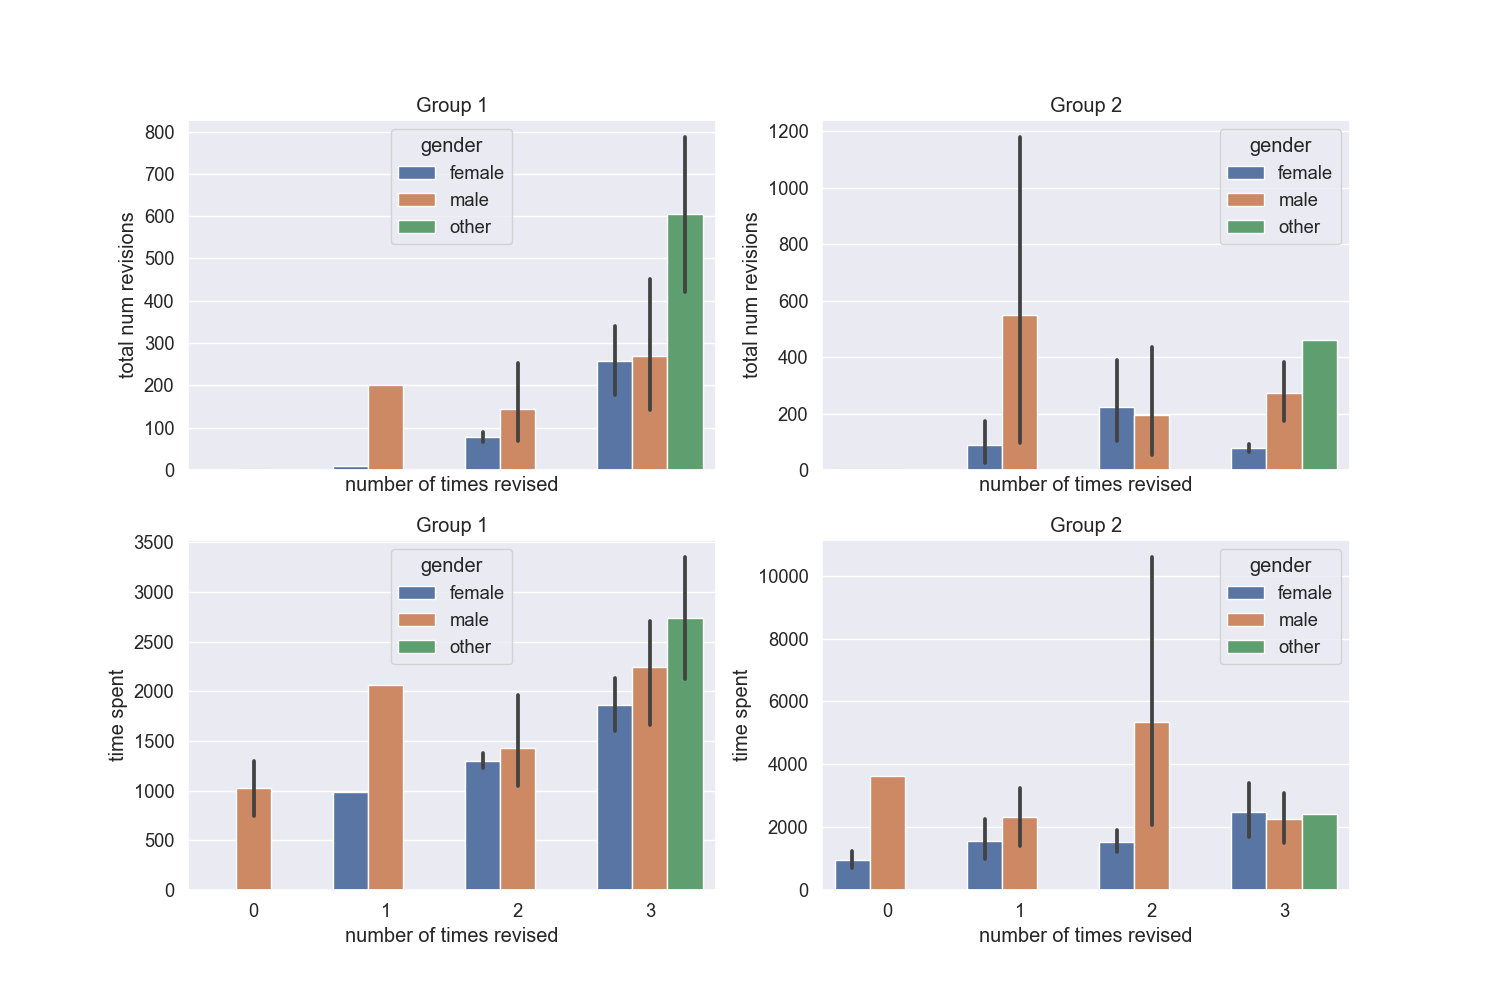 Group 1
800
700
600
500
400
300
200
100
0
total num revisions
gender
female
male
other
number of times revised
Group 2
1200
1000
800
600
400
200
0
total num revisions
gender
female
male
other
number of times revised
Group 1
3500
3000
2500
2000
1500
1000
500
0
time spent
gender
female
male
other
0 1 2 3
number of times revised
Group 2
10000
8000
6000
4000
2000
0
time spent
gender
female
male
other
0 1 2 3
number of times revised